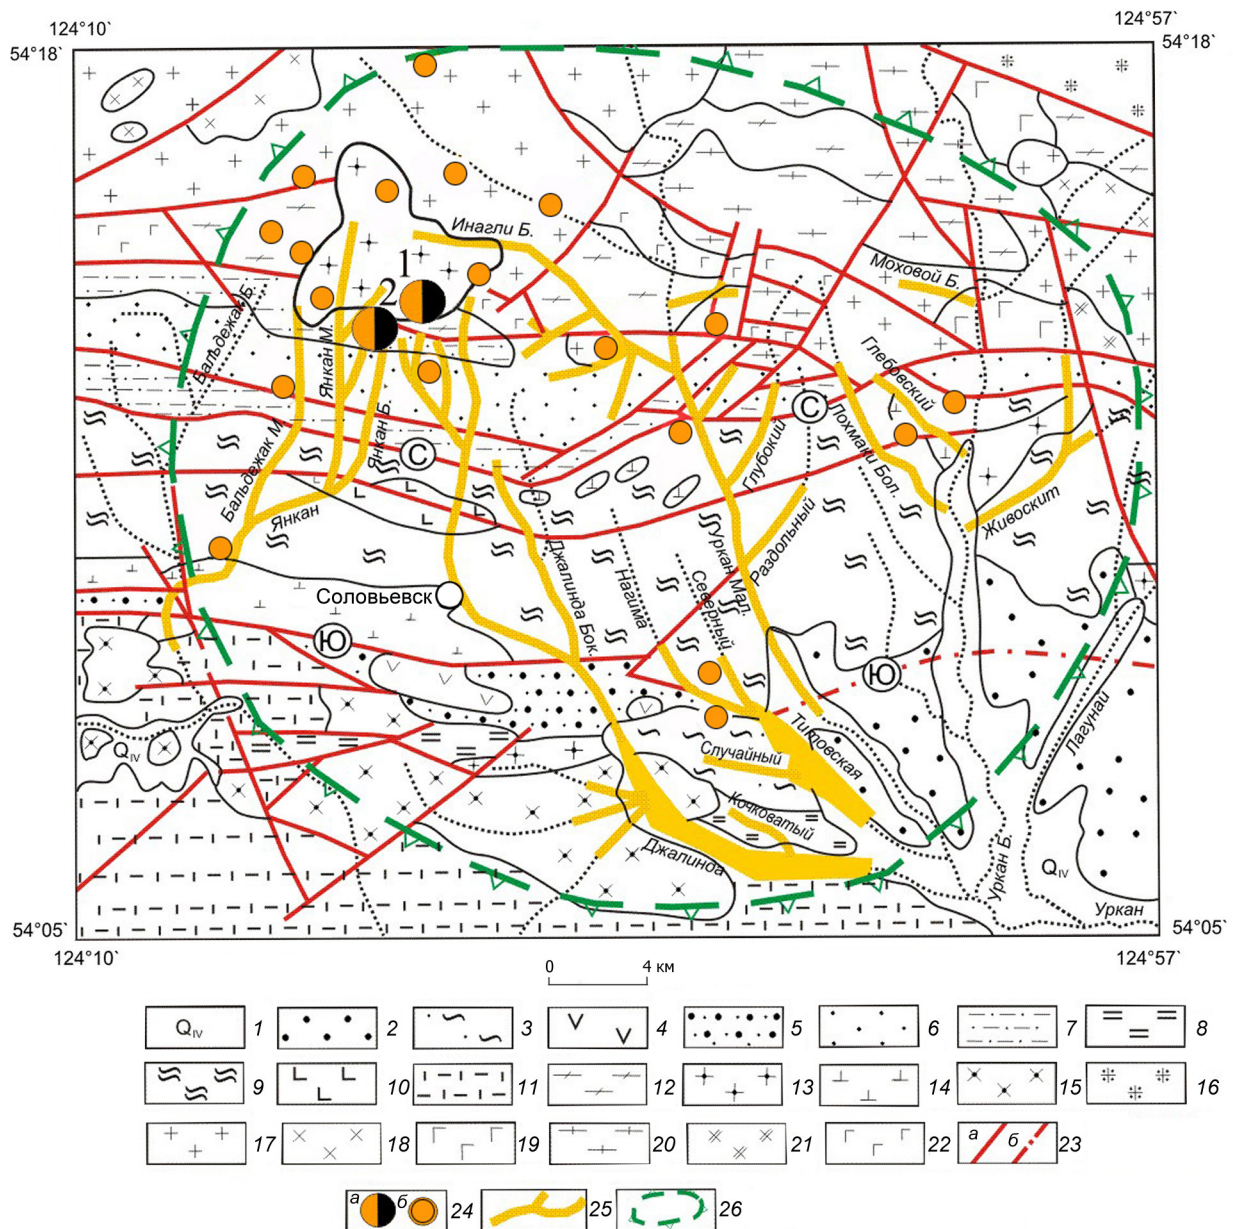 124°10` 124°57`
54°18` 54°18`
Инагли Б.
Моховой Б.
1
2
Бальдежак Б.
Янкан М.
Глебовский
Янкан Б.
С
С
Лохмаки Бол.
Глубокий
Бальдежак М.
Янкан
Живоскит
Раздольный
Уркан Мал.
Джалинда Бок.
Нагима
Северный
Соловьевск
Ю
Ю
Лагунаи
Титовская
QIV
Случайный
Кочковатый
Джалинда
Уркан Б.
QIV
Уркан
54°05` 54°05`
124°10` 124°57`
0 4 км
QIV 1 2 3 4 5 6 7 8
9 10 11 12 13 14 15 16
17 18 19 20 21 22 а б 23
а б 24 25 26